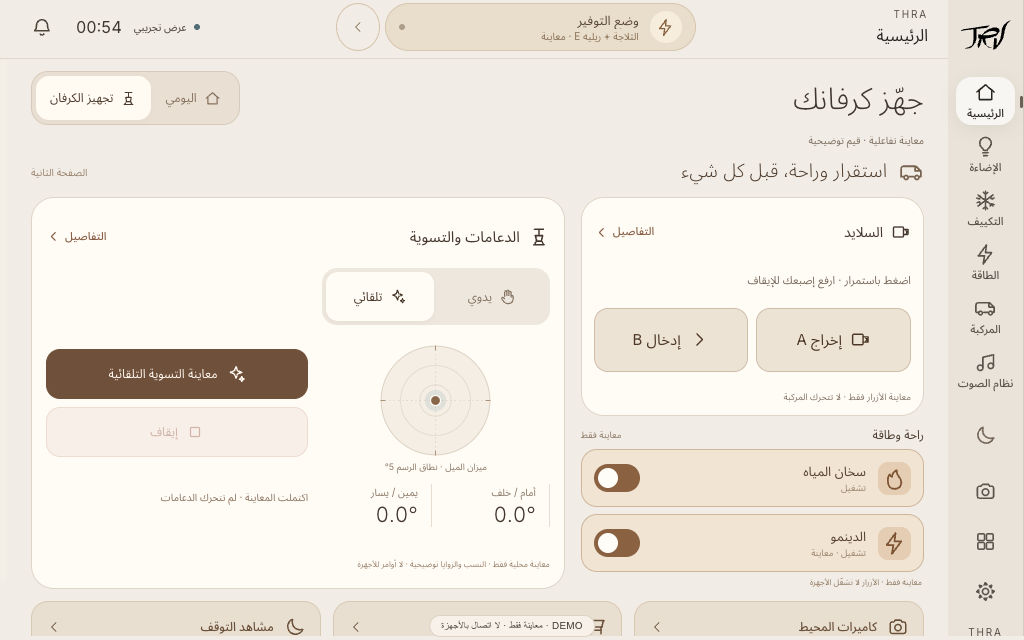 THRA
الرئيسية
وضع التوفير
الثلاجة + ريليه E · معاينة
عرض تجريبي
00:54
الرئيسية
الإضاءة
التكييف
الطاقة
المركبة
نظام الصوت
THRA
جهّز كرفانك
اليومي
تجهيز الكرفان
معاينة تفاعلية · قيم توضيحية
استقرار وراحة، قبل كل شيء
الصفحة الثانية
السلايد
التفاصيل
اضغط باستمرار · ارفع إصبعك للإيقاف
إخراج A
إدخال B
معاينة الأزرار فقط · لا تتحرك المركبة
راحة وطاقة
معاينة فقط
سخان المياه
تشغيل
الدينمو
تشغيل · معاينة
معاينة فقط · الأزرار لا تشغّل الأجهزة
الدعامات والتسوية
التفاصيل
يدوي
تلقائي
معاينة التسوية التلقائية
إيقاف
اكتملت المعاينة · لم تتحرك الدعامات
ميزان الميل · نطاق الرسم 5°
أمام / خلف
0.0°
يمين / يسار
0.0°
معاينة محلية فقط · النسب والزوايا توضيحية · لا أوامر للأجهزة
كاميرات المحيط
DEMO · معاينة فقط · لا اتصال بالأجهزة
مشاهد التوقف